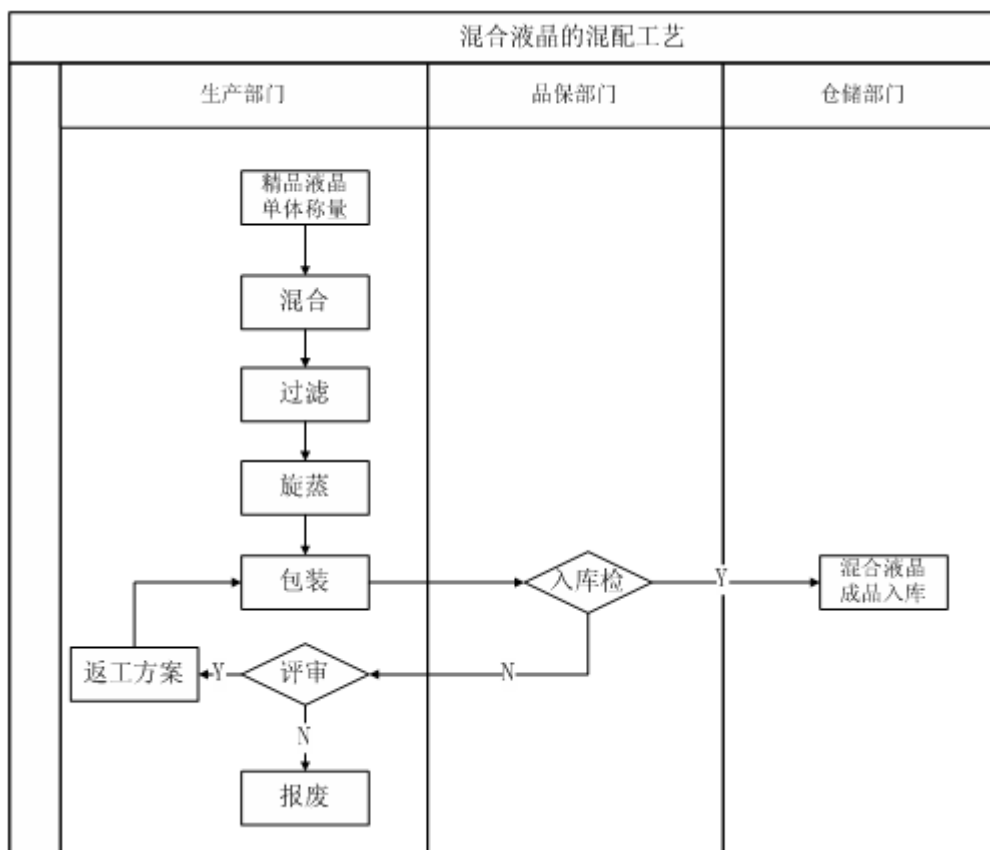 混合液晶的混配工艺
生产部门
品保部门
仓储部门
精品液晶
单体称量
混合
过滤
旋蒸
包装
入库检
Y
混合液晶
成品入库
返工方案
Y
评审
N
N
报废